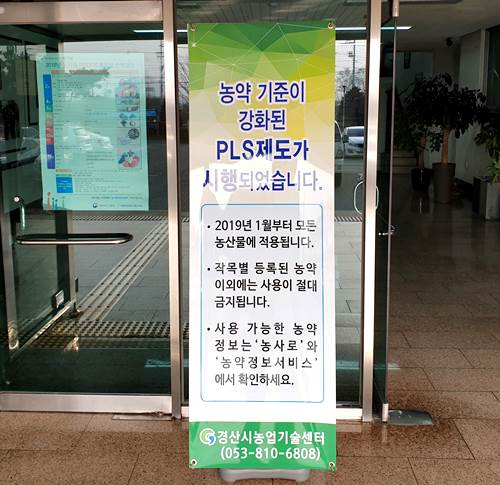 농약 기준이
강화된
PLS제도가
시행되었습니다.
• 2019년 1월부터 모든
농산물에 적용됩니다.
• 작목별 등록된 농약
이외에는 사용이 절대
금지됩니다.
• 사용 가능한 농약
정보는 '농사로'와
'농약정보서비스'
에서 확인하세요.
경산시농업기술센터
(053-810-6808)